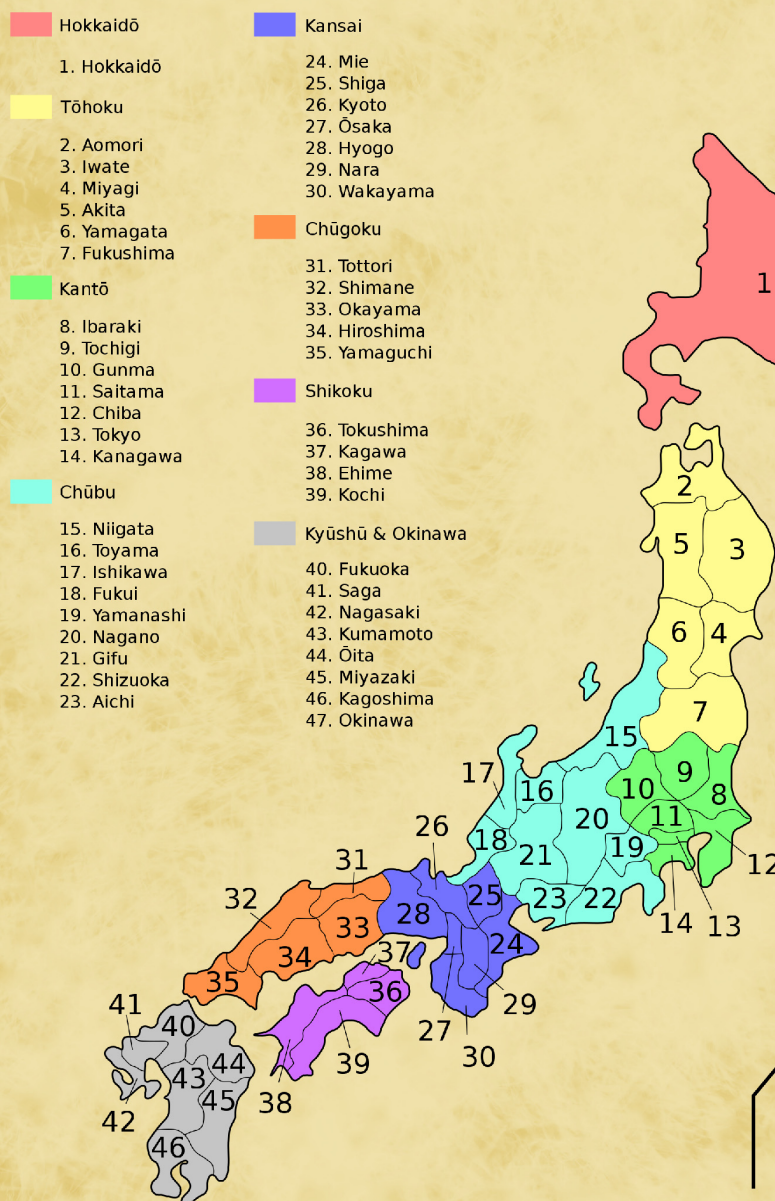 Hokkaidō
1. Hokkaidō
Tōhoku
2. Aomori
3. Iwate
4. Miyagi
5. Akita
6. Yamagata
7. Fukushima
Kantō
8. Ibaraki
9. Tochigi
10. Gunma
11. Saitama
12. Chiba
13. Tokyo
14. Kanagawa
Chūbu
15. Niigata
16. Toyama
17. Ishikawa
18. Fukui
19. Yamanashi
20. Nagano
21. Gifu
22. Shizuoka
23. Aichi
Kansai
24. Mie
25. Shiga
26. Kyoto
27. Ōsaka
28. Hyogo
29. Nara
30. Wakayama
Chūgoku
31. Tottori
32. Shimane
33. Okayama
34. Hiroshima
35. Yamaguchi
Shikoku
36. Tokushima
37. Kagawa
38. Ehime
39. Kochi
Kyūshū & Okinawa
40. Fukuoka
41. Saga
42. Nagasaki
43. Kumamoto
44. Ōita
45. Miyazaki
46. Kagoshima
47. Okinawa
1
2
5
3
6
4
7
15
17
16
10
9
8
20
11
26
18
21
19
12
31
25
23
22
14
13
32
28
33
24
34
37
35
36
29
41
40
27
30
39
44
43
42
38
45
46